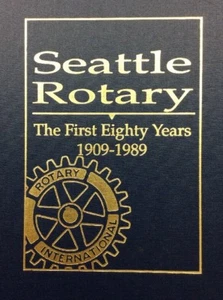 Seattle
Rotary
The First Eighty Years
1909-1989
ROTARY
INTERNATIONAL